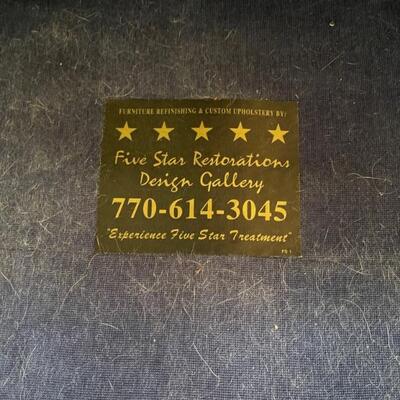 FURNITURE REFINISHING & CUSTOM UPHOLSTERY BY:
Five Star Restorations
Design Gallery
770-614-3045
"Experience Five Star Treatment"